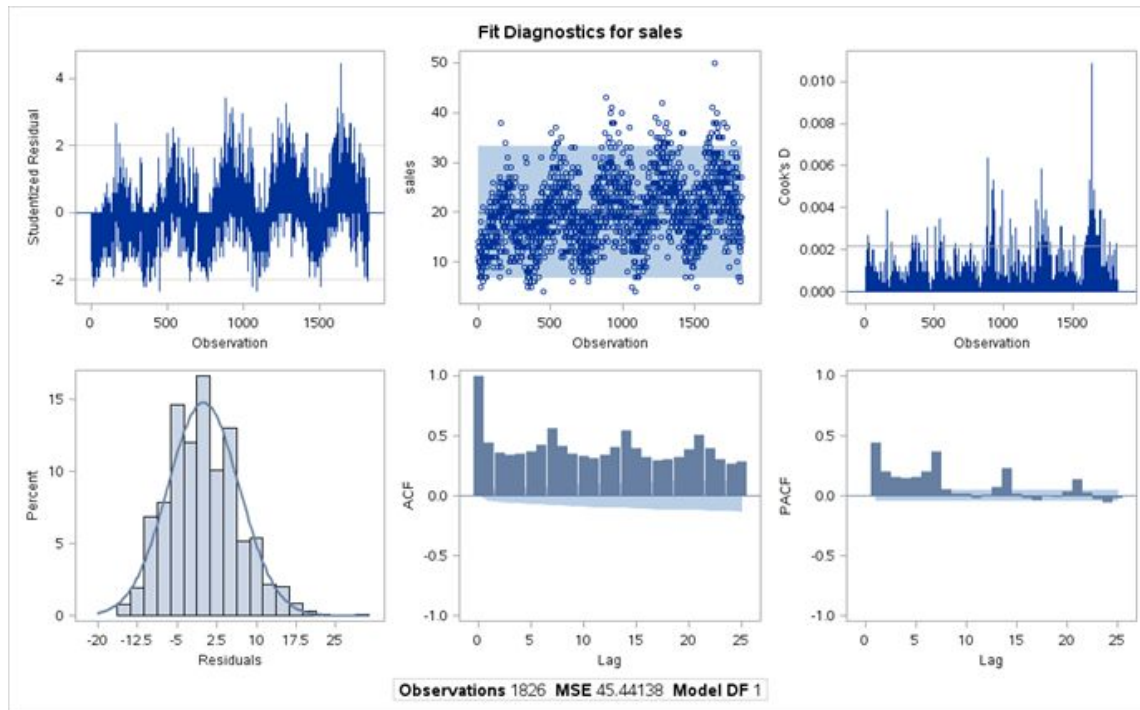 Fit Diagnostics for sales
Studentized Residual
4
2
0
-2
0 500 1000 1500
Observation
sales
50
40
30
20
10
0 500 1000 1500
Observation
Cook's D
0.010
0.008
0.006
0.004
0.002
0.000
0 500 1000 1500
Observation
Percent
15
10
5
0
-20 -12.5 -5 2.5 10 17.5 25
Residuals
ACF
1.0
0.5
0.0
-0.5
-1.0
0 5 10 15 20 25
Lag
PACF
1.0
0.5
0.0
-0.5
-1.0
0 5 10 15 20 25
Lag
Observations 1826 MSE 45.44138 Model DF 1